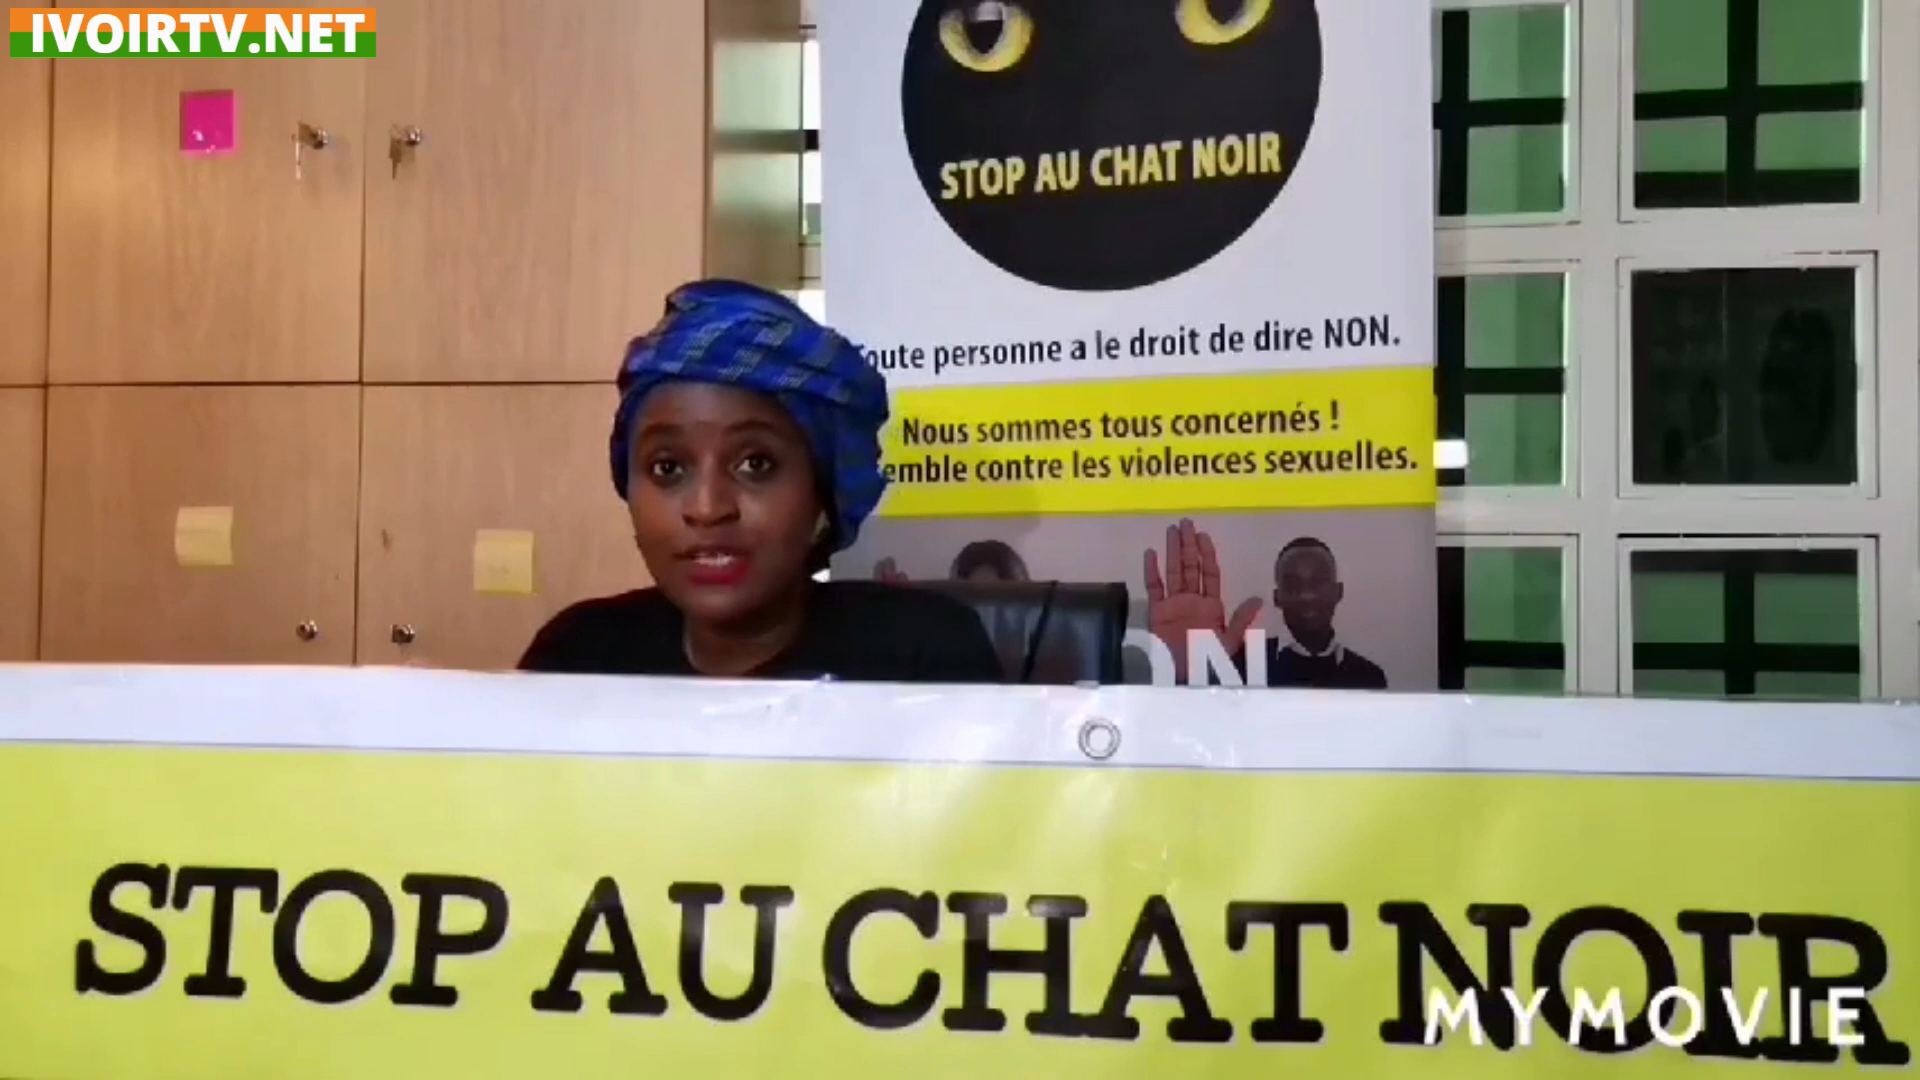 IVOIRTV.NET
STOP AU CHAT NOIR
oute personne a le droit de dire NON.
Nous sommes tous concernés !
emble contre les violences sexuelles.
ON
STOP AU CHAT NOIR
MYMOVIE